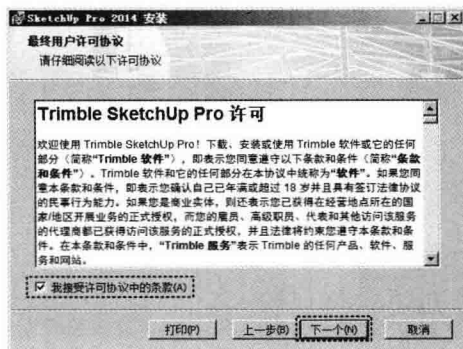 SketchUp Pro 2014 安装
最终用户许可协议
请仔细阅读以下许可协议
Trimble SketchUp Pro 许可
欢迎使用 Trimble SketchUp Pro！下载、安装或使用 Trimble 软件或它的任何
部分（简称“Trimble 软件”），即表示您同意遵守以下条款和条件（简称“条款
和条件”）。Trimble 软件和它的任何部分在本协议中统称为“软件”。如果您同
意本条款和条件，即表示您确认自己已年满或超过 18 岁并且具有签订法律协议
的民事行为能力。如果您是商业实体，则还表示您已获得在经营地点所在的国
家/地区开展业务的正式授权，而您的雇员、高级职员、代表和其他访问该服务
的代理商都已获得访问该服务的正式授权，并且法律将约束您遵守本条款和条
件。在本条款和条件中，“Trimble 服务”表示 Trimble 的任何产品、软件、服
务和网站。
我接受许可协议中的条款(A)
打印(P) 上一步(B) 下一个(N) 取消